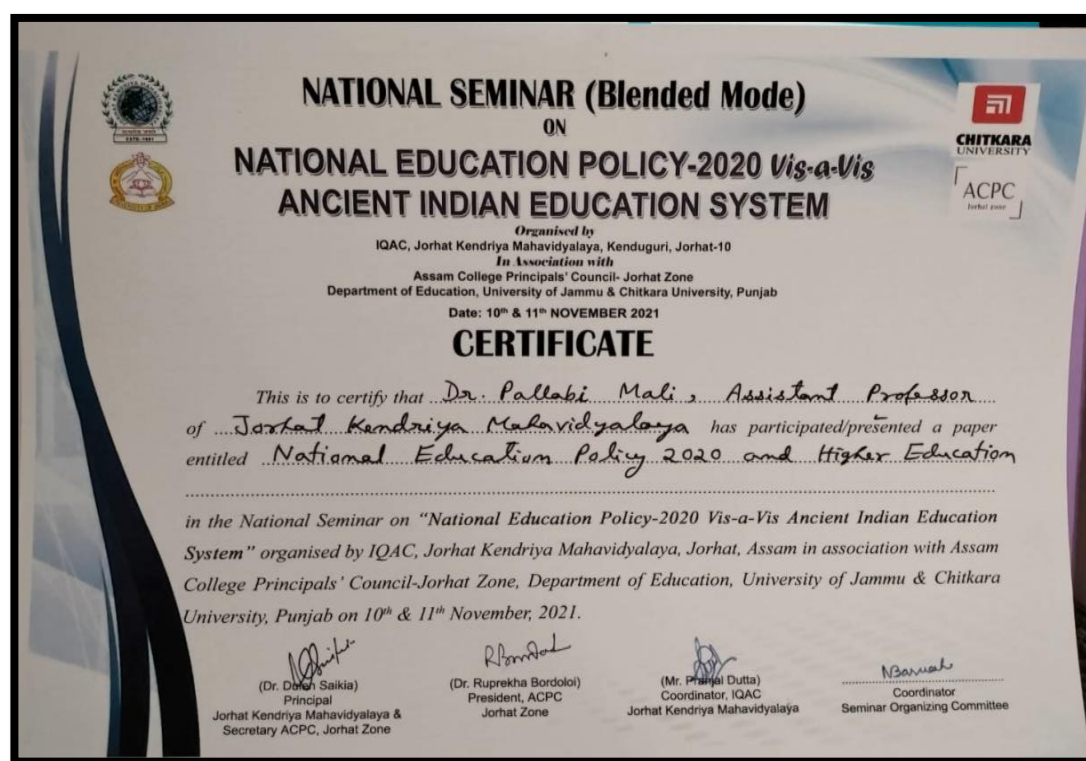 NATIONAL SEMINAR (Blended Mode)
ON
NATIONAL EDUCATION POLICY-2020 Vis-a-Vis
ANCIENT INDIAN EDUCATION SYSTEM
Organised by
IQAC, Jorhat Kendriya Mahavidyalaya, Kenduguri, Jorhat-10
In Association with
Assam College Principals' Council- Jorhat Zone
Department of Education, University of Jammu & Chitkara University, Punjab
Date: 10th & 11th NOVEMBER 2021
CHITKARA
UNIVERSITY
ACPC
Jorhat zone
CERTIFICATE
This is to certify that Dr. Pallabi Mali, Assistant Professor
of Jorhat Kendriya Mahavidyalaya has participated/presented a paper
entitled National Education Policy 2020 and Higher Education
in the National Seminar on "National Education Policy-2020 Vis-a-Vis Ancient Indian Education
System" organised by IQAC, Jorhat Kendriya Mahavidyalaya, Jorhat, Assam in association with Assam
College Principals' Council-Jorhat Zone, Department of Education, University of Jammu & Chitkara
University, Punjab on 10th & 11th November, 2021.
(Dr. Saikia)
Principal
Jorhat Kendriya Mahavidyalaya &
Secretary ACPC, Jorhat Zone
(Dr. Ruprekha Bordoloi)
President, ACPC
Jorhat Zone
(Mr. Pranjal Dutta)
Coordinator, IQAC
Jorhat Kendriya Mahavidyalaya
NBaruah
Coordinator
Seminar Organizing Committee